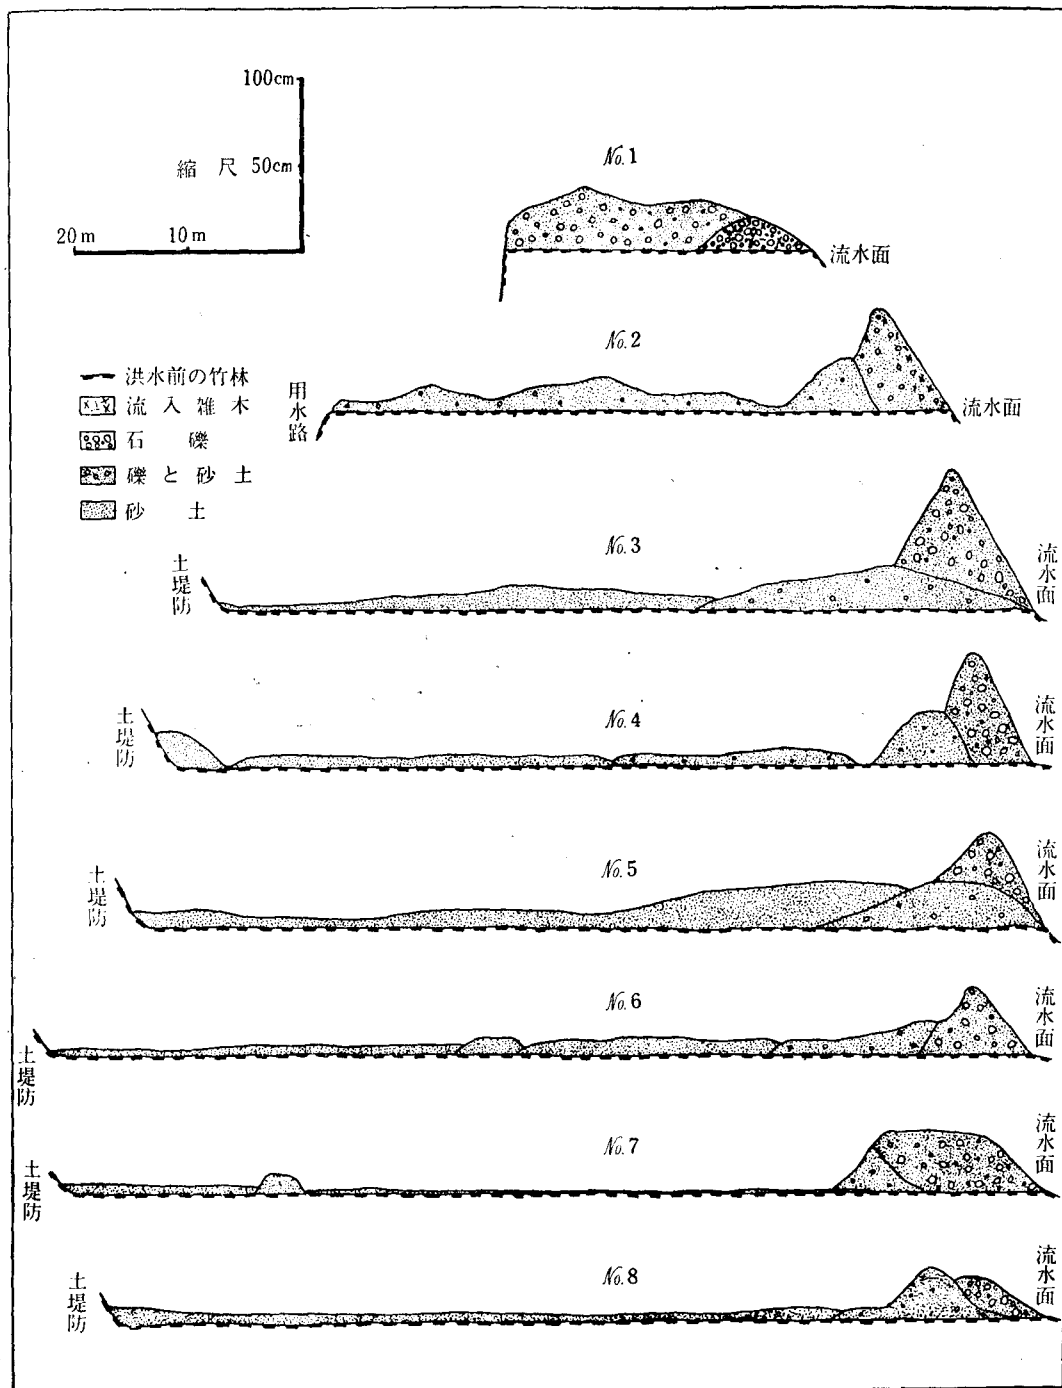 100cm
縮尺 50cm
20m 10m
No.1
流水面
No.2
洪水前の竹林
流入雑木
石礫
礫と砂土
砂土
用水路
流水面
No.3
土堤防
流水面
No.4
土堤防
流水面
No.5
土堤防
流水面
No.6
土堤防
流水面
No.7
土堤防
流水面
No.8
土堤防
流水面